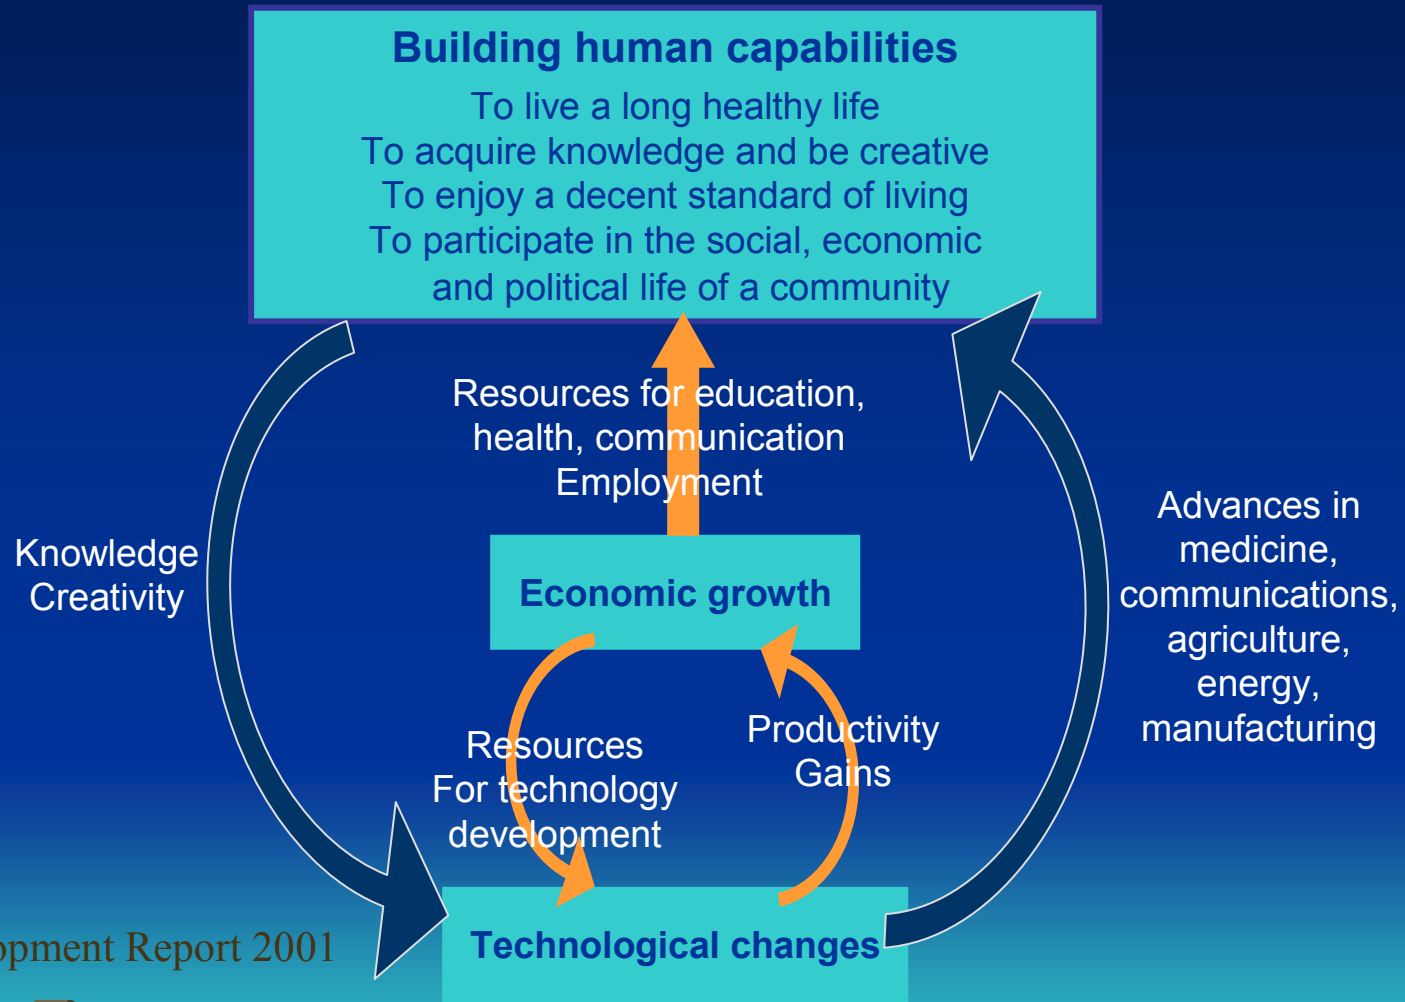 Building human capabilities
To live a long healthy life
To acquire knowledge and be creative
To enjoy a decent standard of living
To participate in the social, economic
and political life of a community
Resources for education,
health, communication
Employment
Knowledge
Creativity
Advances in
medicine,
communications,
agriculture,
energy,
manufacturing
Economic growth
Resources
For technology
development
Productivity
Gains
Technological changes
Report 2001